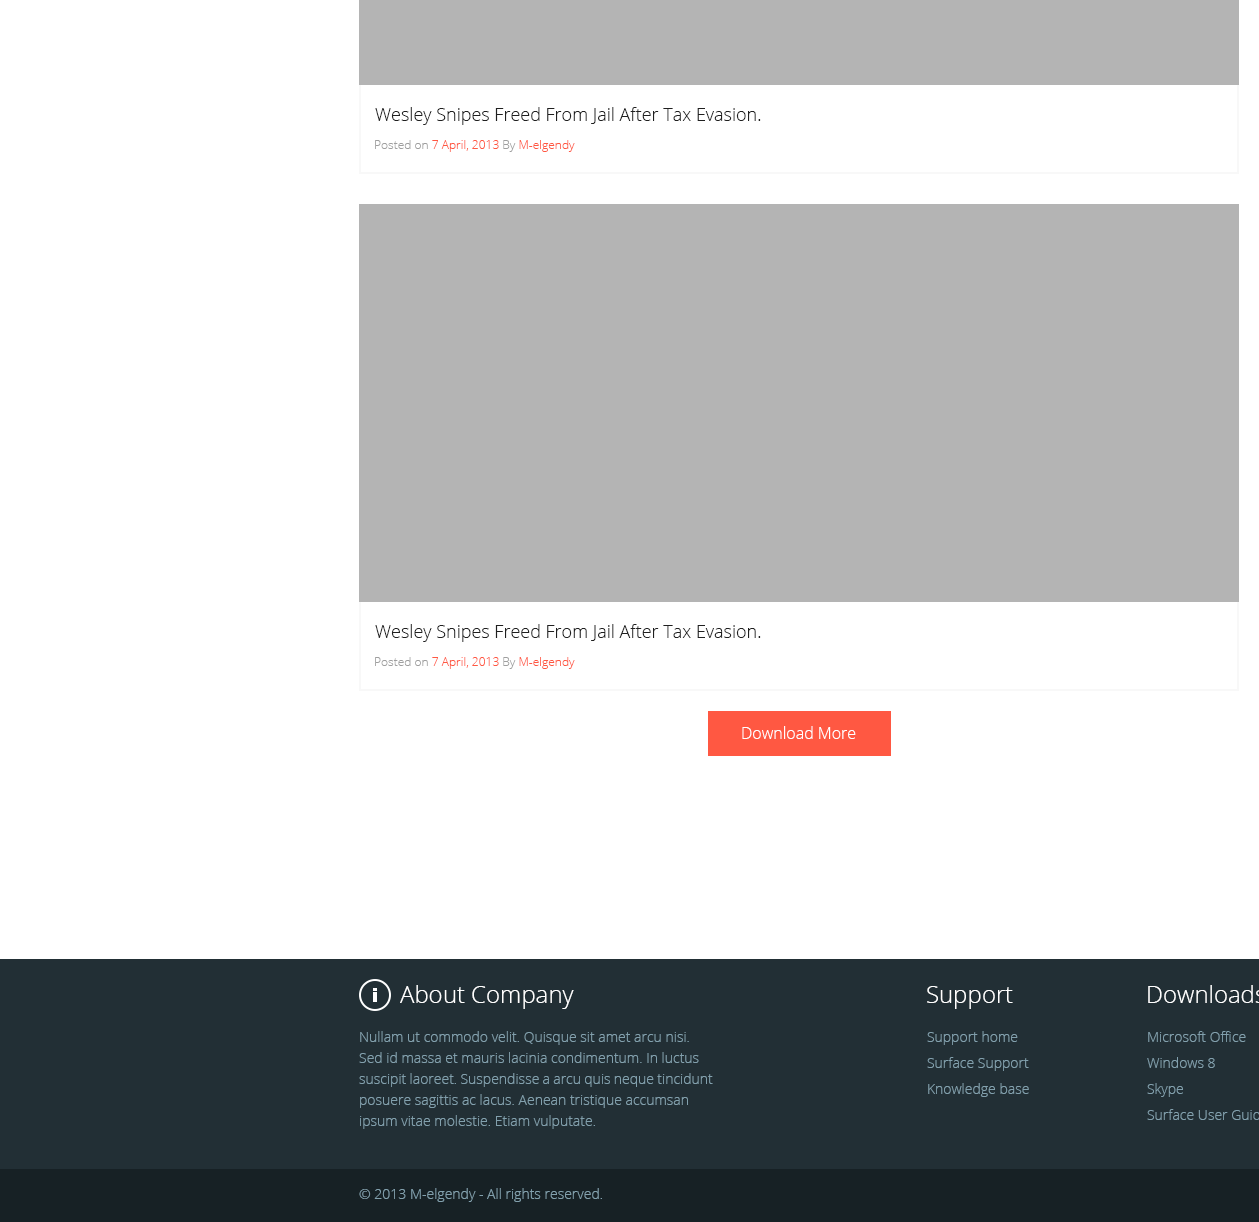 Wesley Snipes Freed From Jail After Tax Evasion.
Posted on 7 April, 2013 By M-elgendy
Wesley Snipes Freed From Jail After Tax Evasion.
Posted on 7 April, 2013 By M-elgendy
Download More
About Company
Nullam ut commodo velit. Quisque sit amet arcu nisi.
Sed id massa et mauris lacinia condimentum. In luctus
suscipit laoreet. Suspendisse a arcu quis neque tincidunt
posuere sagittis ac lacus. Aenean tristique accumsan
ipsum vitae molestie. Etiam vulputate.
Support
Support home
Surface Support
Knowledge base
Downloads
Microsoft Office
Windows 8
Skype
Surface User
© 2013 M-elgendy - All rights reserved.